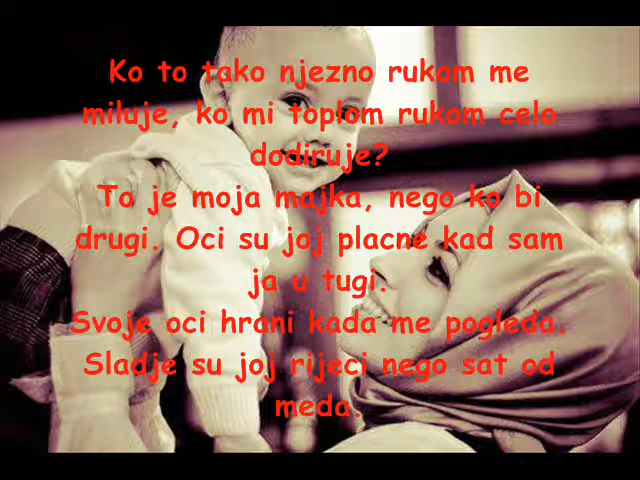 Ko to tako njezno rukom me
miluje, ko mi toplom rukom celo
dodiruje?
To je moja majka, nego ko bi
drugi. Oci su joj placne kad sam
ja u tugi.
Svoje oci hrani kada me pogleda.
Sladje su joj rijeci nego sat od
meda.